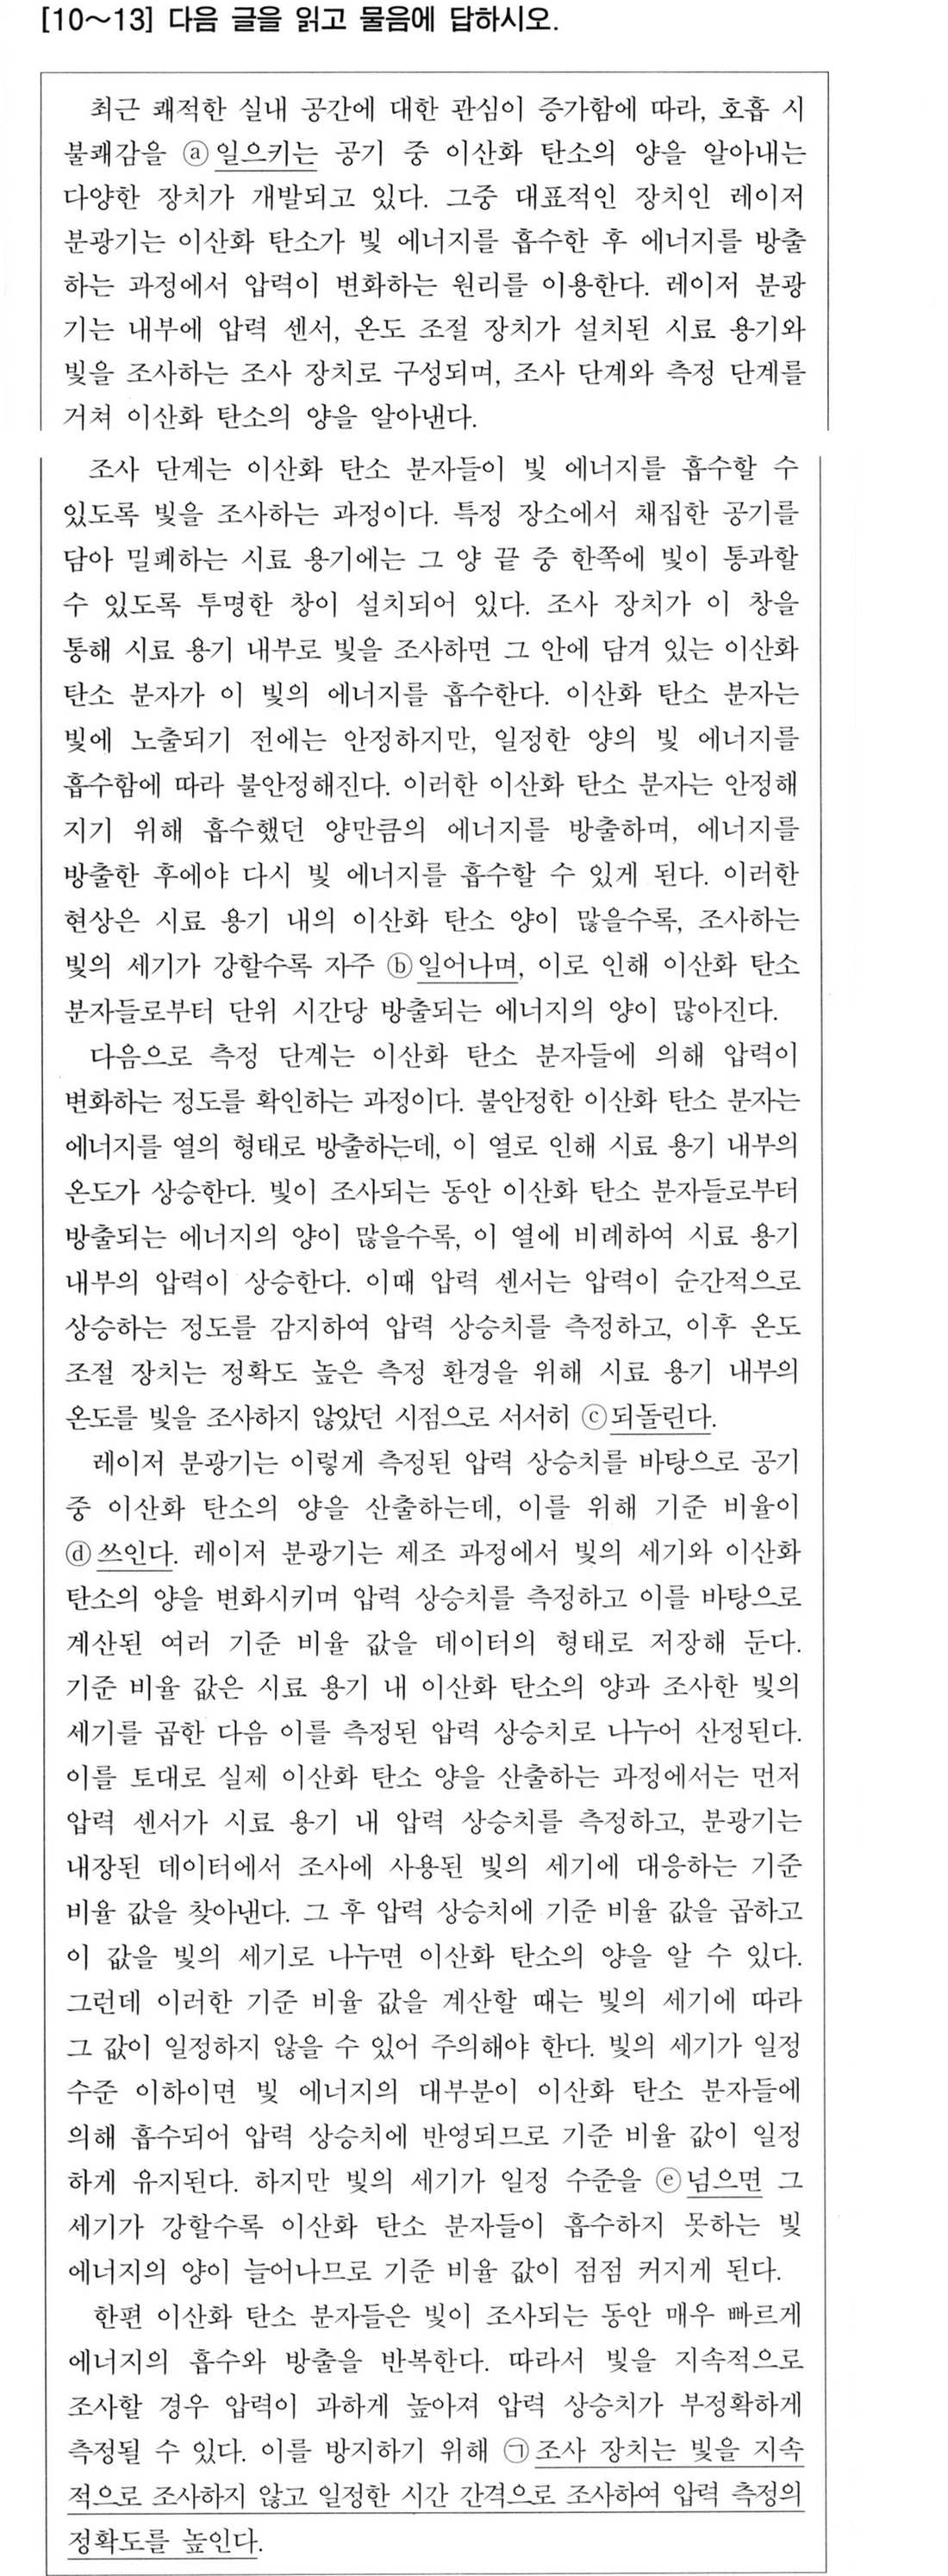 [10～13] 다음 글을 읽고 물음에 답하시오.
최근 쾌적한 실내 공간에 대한 관심이 증가함에 따라, 호흡 시
불쾌감을 ⓐ일으키는 공기 중 이산화 탄소의 양을 알아내는
다양한 장치가 개발되고 있다. 그중 대표적인 장치인 레이저
분광기는 이산화 탄소가 빛 에너지를 흡수한 후 에너지를 방출
하는 과정에서 압력이 변화하는 원리를 이용한다. 레이저 분광
기는 내부에 압력 센서, 온도 조절 장치가 설치된 시료 용기와
빛을 조사하는 조사 장치로 구성되며, 조사 단계와 측정 단계를
거쳐 이산화 탄소의 양을 알아낸다.
조사 단계는 이산화 탄소 분자들이 빛 에너지를 흡수할 수
있도록 빛을 조사하는 과정이다. 특정 장소에서 채집한 공기를
담아 밀폐하는 시료 용기에는 그 양 끝 중 한쪽에 빛이 통과할
수 있도록 투명한 창이 설치되어 있다. 조사 장치가 이 창을
통해 시료 용기 내부로 빛을 조사하면 그 안에 담겨 있는 이산화
탄소 분자가 이 빛의 에너지를 흡수한다. 이산화 탄소 분자는
빛에 노출되기 전에는 안정하지만, 일정한 양의 빛 에너지를
흡수함에 따라 불안정해진다. 이러한 이산화 탄소 분자는 안정해
지기 위해 흡수했던 양만큼의 에너지를 방출하며, 에너지를
방출한 후에야 다시 빛 에너지를 흡수할 수 있게 된다. 이러한
현상은 시료 용기 내의 이산화 탄소 양이 많을수록, 조사하는
빛의 세기가 강할수록 자주 ⓑ일어나며, 이로 인해 이산화 탄소
분자들로부터 단위 시간당 방출되는 에너지의 양이 많아진다.
다음으로 측정 단계는 이산화 탄소 분자들에 의해 압력이
변화하는 정도를 확인하는 과정이다. 불안정한 이산화 탄소 분자는
에너지를 열의 형태로 방출하는데, 이 열로 인해 시료 용기 내부의
온도가 상승한다. 빛이 조사되는 동안 이산화 탄소 분자들로부터
방출되는 에너지의 양이 많을수록, 이 열에 비례하여 시료 용기
내부의 압력이 상승한다. 이때 압력 센서는 압력이 순간적으로
상승하는 정도를 감지하여 압력 상승치를 측정하고, 이후 온도
조절 장치는 정확도 높은 측정 환경을 위해 시료 용기 내부의
온도를 빛을 조사하지 않았던 시점으로 서서히 ⓒ되돌린다.
레이저 분광기는 이렇게 측정된 압력 상승치를 바탕으로 공기
중 이산화 탄소의 양을 산출하는데, 이를 위해 기준 비율이
ⓓ쓰인다. 레이저 분광기는 제조 과정에서 빛의 세기와 이산화
탄소의 양을 변화시키며 압력 상승치를 측정하고 이를 바탕으로
계산된 여러 기준 비율 값을 데이터의 형태로 저장해 둔다.
기준 비율 값은 시료 용기 내 이산화 탄소의 양과 조사한 빛의
세기를 곱한 다음 이를 측정된 압력 상승치로 나누어 산정된다.
이를 토대로 실제 이산화 탄소 양을 산출하는 과정에서는 먼저
압력 센서가 시료 용기 내 압력 상승치를 측정하고, 분광기는
내장된 데이터에서 조사에 사용된 빛의 세기에 대응하는 기준
비율 값을 찾아낸다. 그 후 압력 상승치에 기준 비율 값을 곱하고
이 값을 빛의 세기로 나누면 이산화 탄소의 양을 알 수 있다.
그런데 이러한 기준 비율 값을 계산할 때는 빛의 세기에 따라
그 값이 일정하지 않을 수 있어 주의해야 한다. 빛의 세기가 일정
수준 이하이면 빛 에너지의 대부분이 이산화 탄소 분자들에
의해 흡수되어 압력 상승치에 반영되므로 기준 비율 값이 일정
하게 유지된다. 하지만 빛의 세기가 일정 수준을 ⓔ넘으면 그
세기가 강할수록 이산화 탄소 분자들이 흡수하지 못하는 빛
에너지의 양이 늘어나므로 기준 비율 값이 점점 커지게 된다.
한편 이산화 탄소 분자들은 빛이 조사되는 동안 매우 빠르게
에너지의 흡수와 방출을 반복한다. 따라서 빛을 지속적으로
조사할 경우 압력이 과하게 높아져 압력 상승치가 부정확하게
측정될 수 있다. 이를 방지하기 위해 ㉠조사 장치는 빛을 지속
적으로 조사하지 않고 일정한 시간 간격으로 조사하여 압력 측정의
정확도를 높인다.